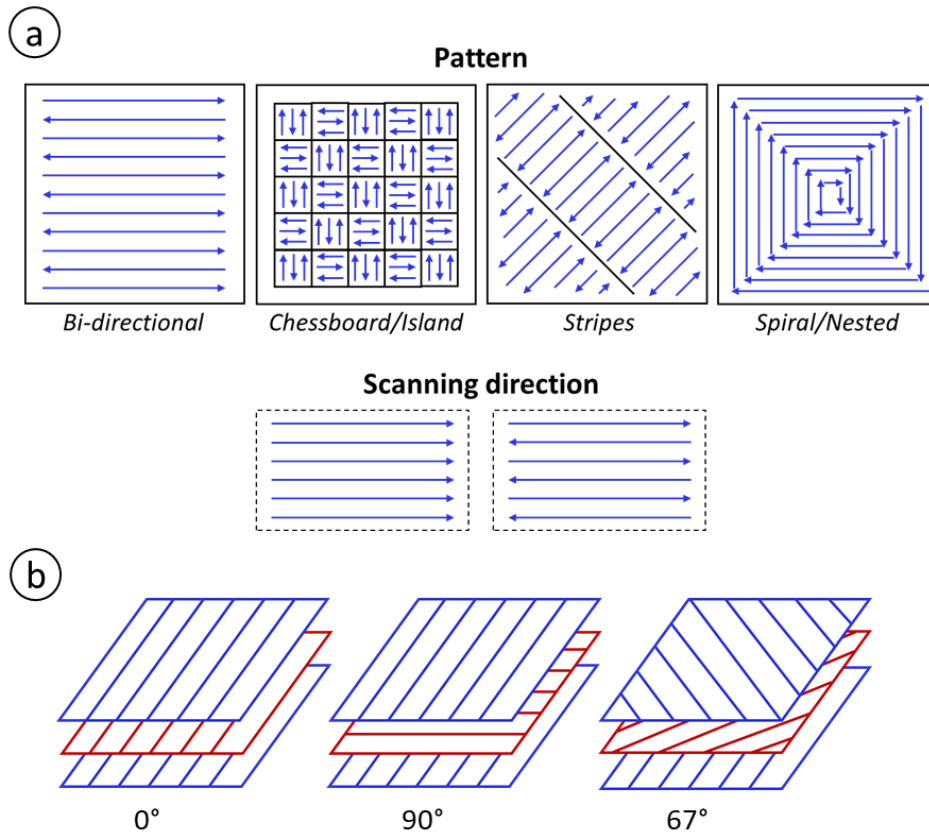 a
Pattern
Bi-directional
Chessboard/Island
Stripes
Spiral/Nested
Scanning direction
b
0°
90°
67°